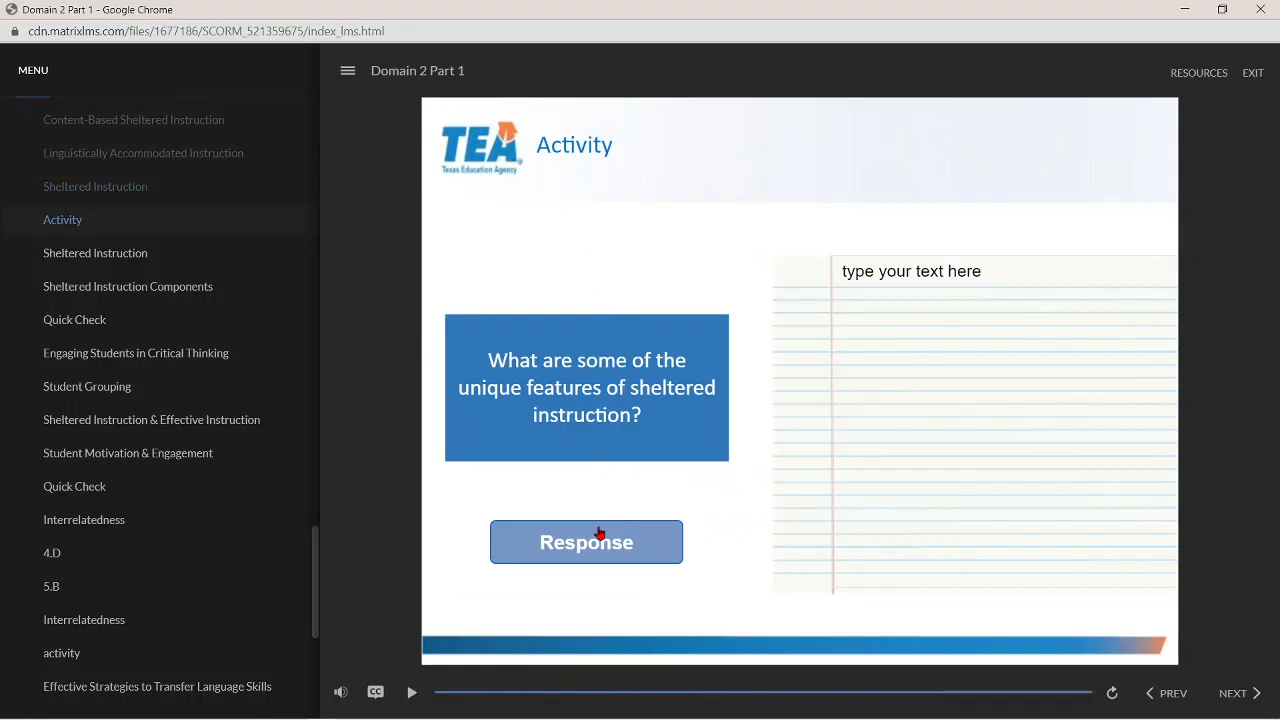 Domain 2 Part 1 - Google Chrome
cdn.matrixlms.com/files/1677186/SCORM_521359675/index_lms.html
MENU
Content-Based Sheltered Instruction
Linguistically Accommodated Instruction
Sheltered Instruction
Activity
Sheltered Instruction
Sheltered Instruction Components
Quick Check
Engaging Students in Critical Thinking
Student Grouping
Sheltered Instruction & Effective Instruction
Student Motivation & Engagement
Quick Check
Interrelatedness
4.D
5.B
Interrelatedness
activity
Effective Strategies to Transfer Language Skills
Domain 2 Part 1
RESOURCES
EXIT
TEA®
Texas Education Agency
Activity
What are some of the
unique features of sheltered
instruction?
Response
type your text here
CC
PREV
NEXT